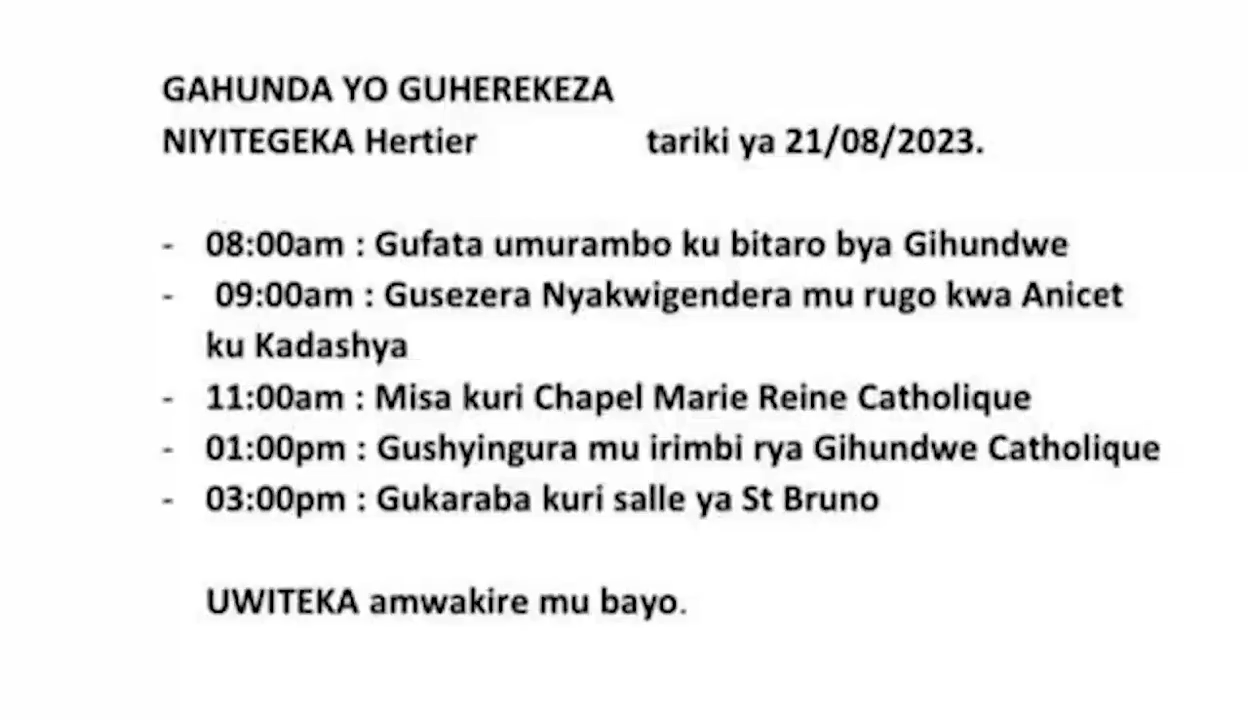 GAHUNDA YO GUHEREKEZA
NIYITEGEKA Hertier tariki ya 21/08/2023.
- 08:00am : Gufata umurambo ku bitaro bya Gihundwe
- 09:00am : Gusezera Nyakwigendera mu rugo kwa Anicet
ku Kadashya
- 11:00am : Misa kuri Chapel Marie Reine Catholique
- 01:00pm : Gushyingura mu irimbi rya Gihundwe Catholique
- 03:00pm : Gukaraba kuri salle ya St Bruno
UWITEKA amwakire mu bayo.